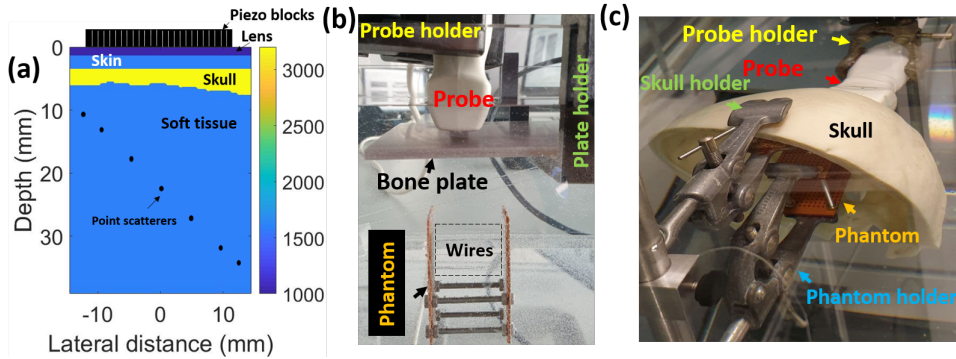 (a)
Piezo blocks
Lens
0
Skin
Skull
Soft tissue
10
20
30
Point scatterers
Depth (mm)
-10
0
10
Lateral distance (mm)
3000
2500
2000
1500
1000
(b)
Probe holder
Probe
Plate holder
Bone plate
Wires
Phantom
(c)
Probe holder
Probe
Skull holder
Skull
Phantom
Phantom holder